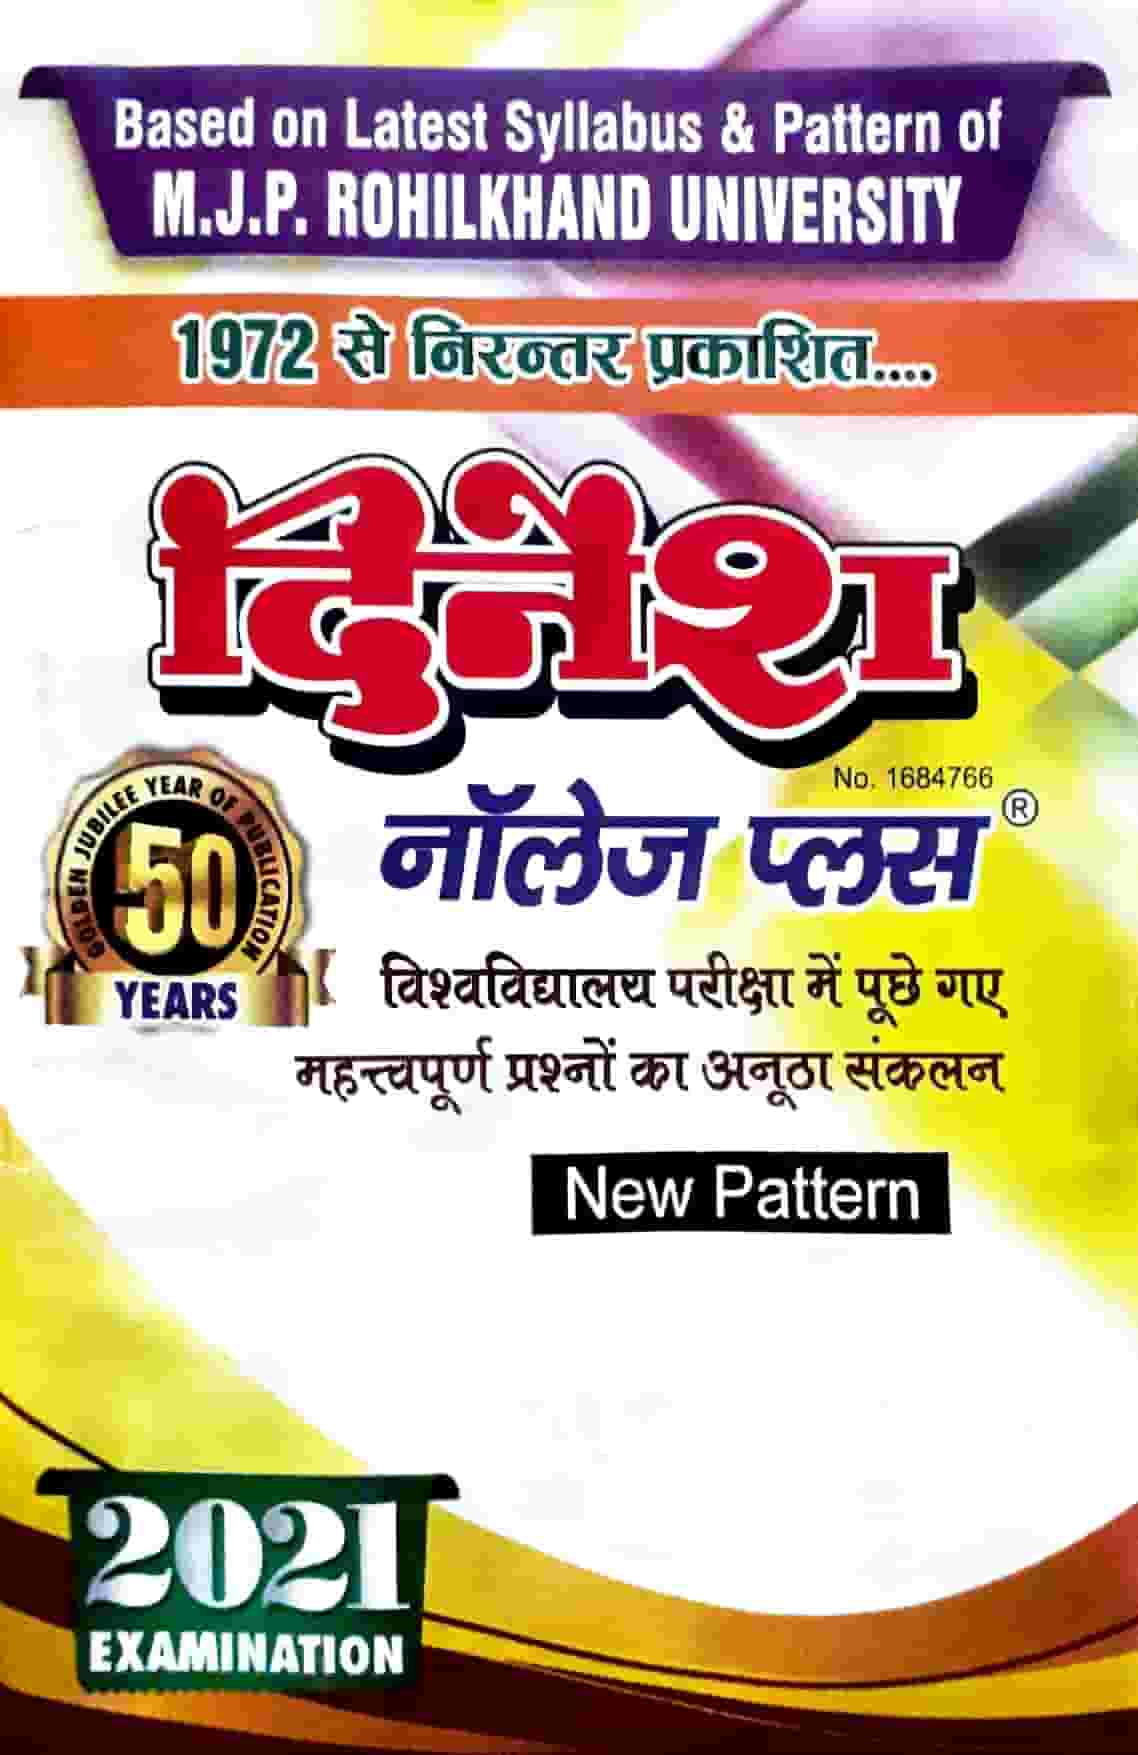 Based on Latest Syllabus & Pattern of
M.J.P. ROHILKHAND UNIVERSITY
1972 से निरन्तर प्रकाशित....
दिनेश
No. 1684766
नॉलेज प्लस ®
GOLDEN JUBILEE YEAR OF PUBLICATION
50
YEARS
विश्वविद्यालय परीक्षा में पूछे गए
महत्त्वपूर्ण प्रश्नों का अनूठा संकलन
New Pattern
2021
EXAMINATION